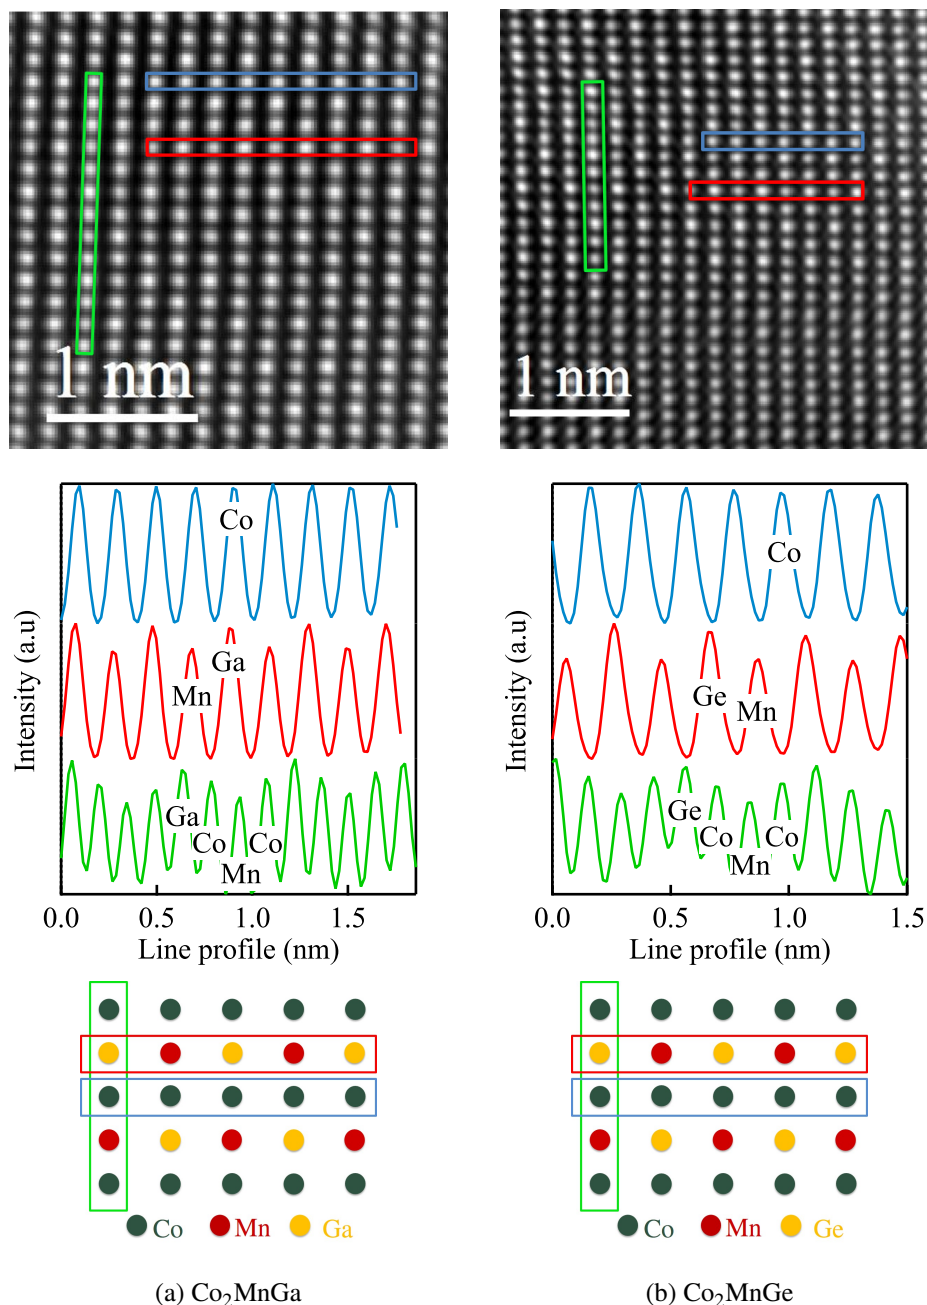 1 nm
1 nm
Co
Ga
Mn
Ga
Co
Co
Mn
Intensity (a.u)
0.0 0.5 1.0 1.5
Line profile (nm)
Co
Ge
Mn
Ge
Co
Co
Mn
Intensity (a.u)
0.0 0.5 1.0 1.5
Line profile (nm)
Co Mn Ga
Co Mn Ge
(a) Co₂MnGa
(b) Co₂MnGe